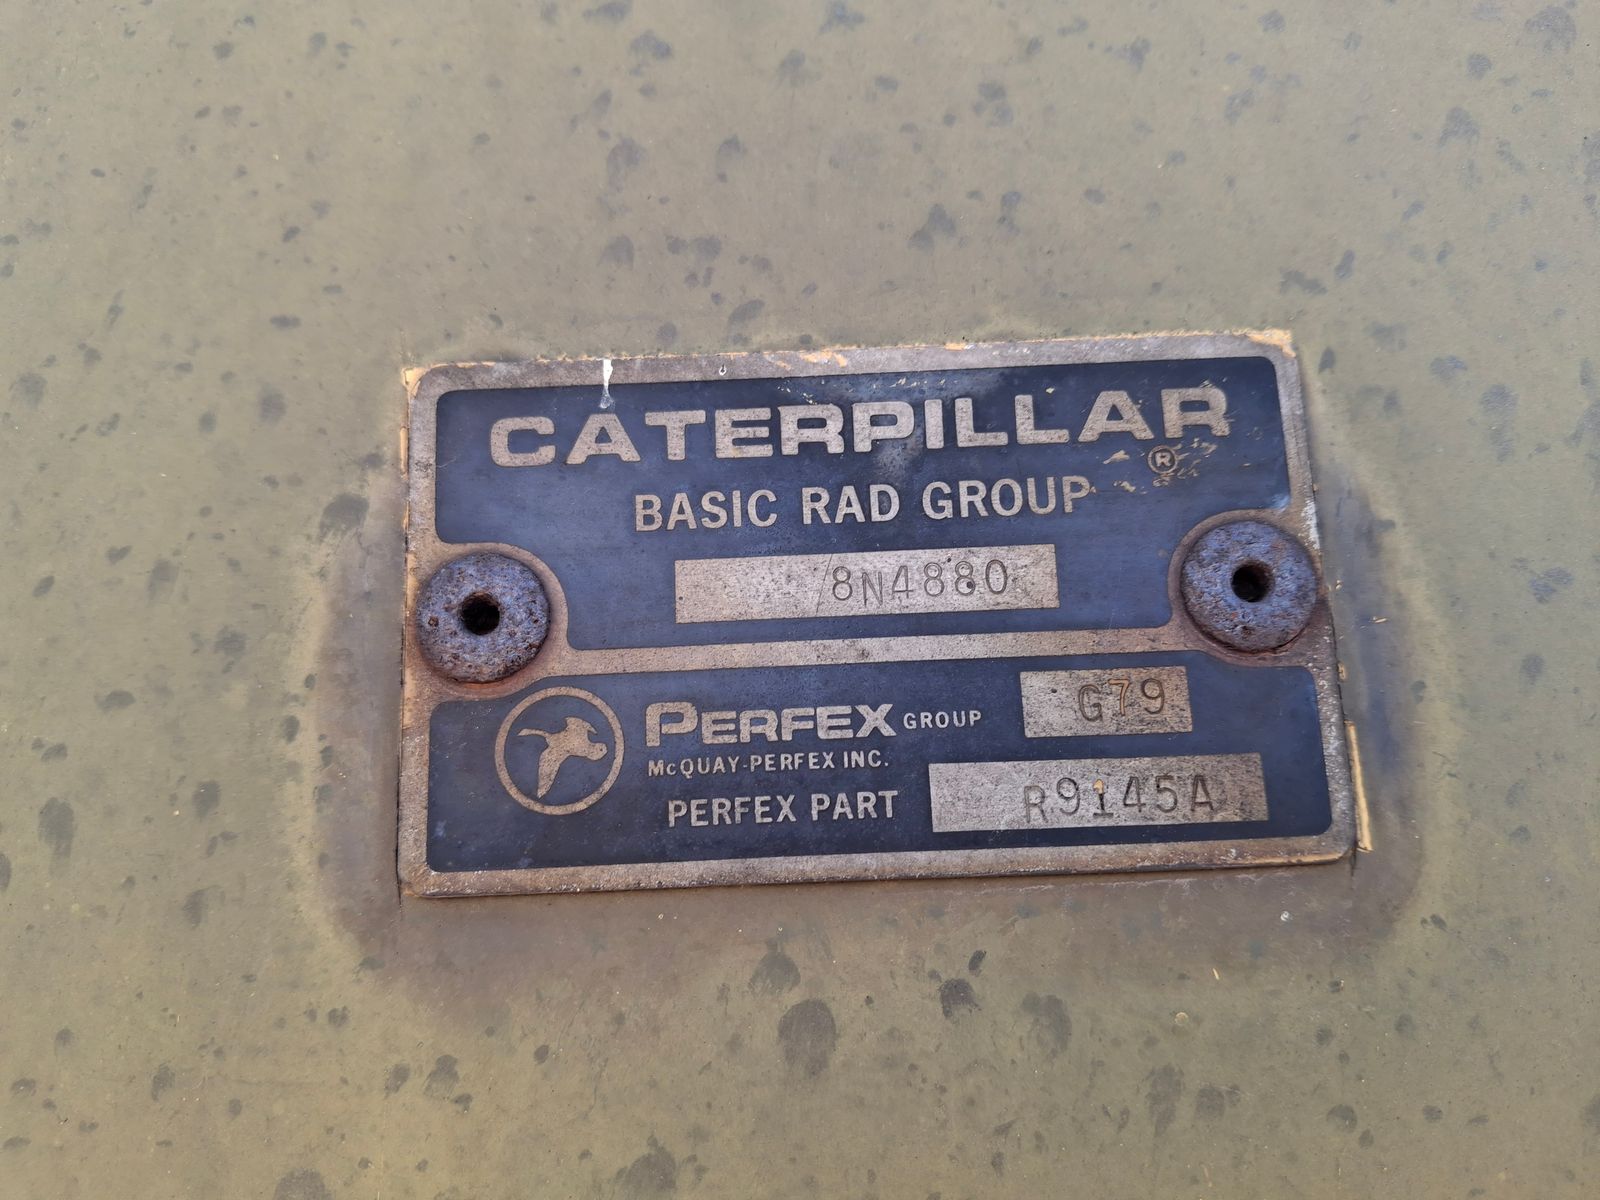 CATERPILLAR
®
BASIC RAD GROUP
8N4880
PERFEX GROUP G79
McQUAY-PERFEX INC.
PERFEX PART R9145A